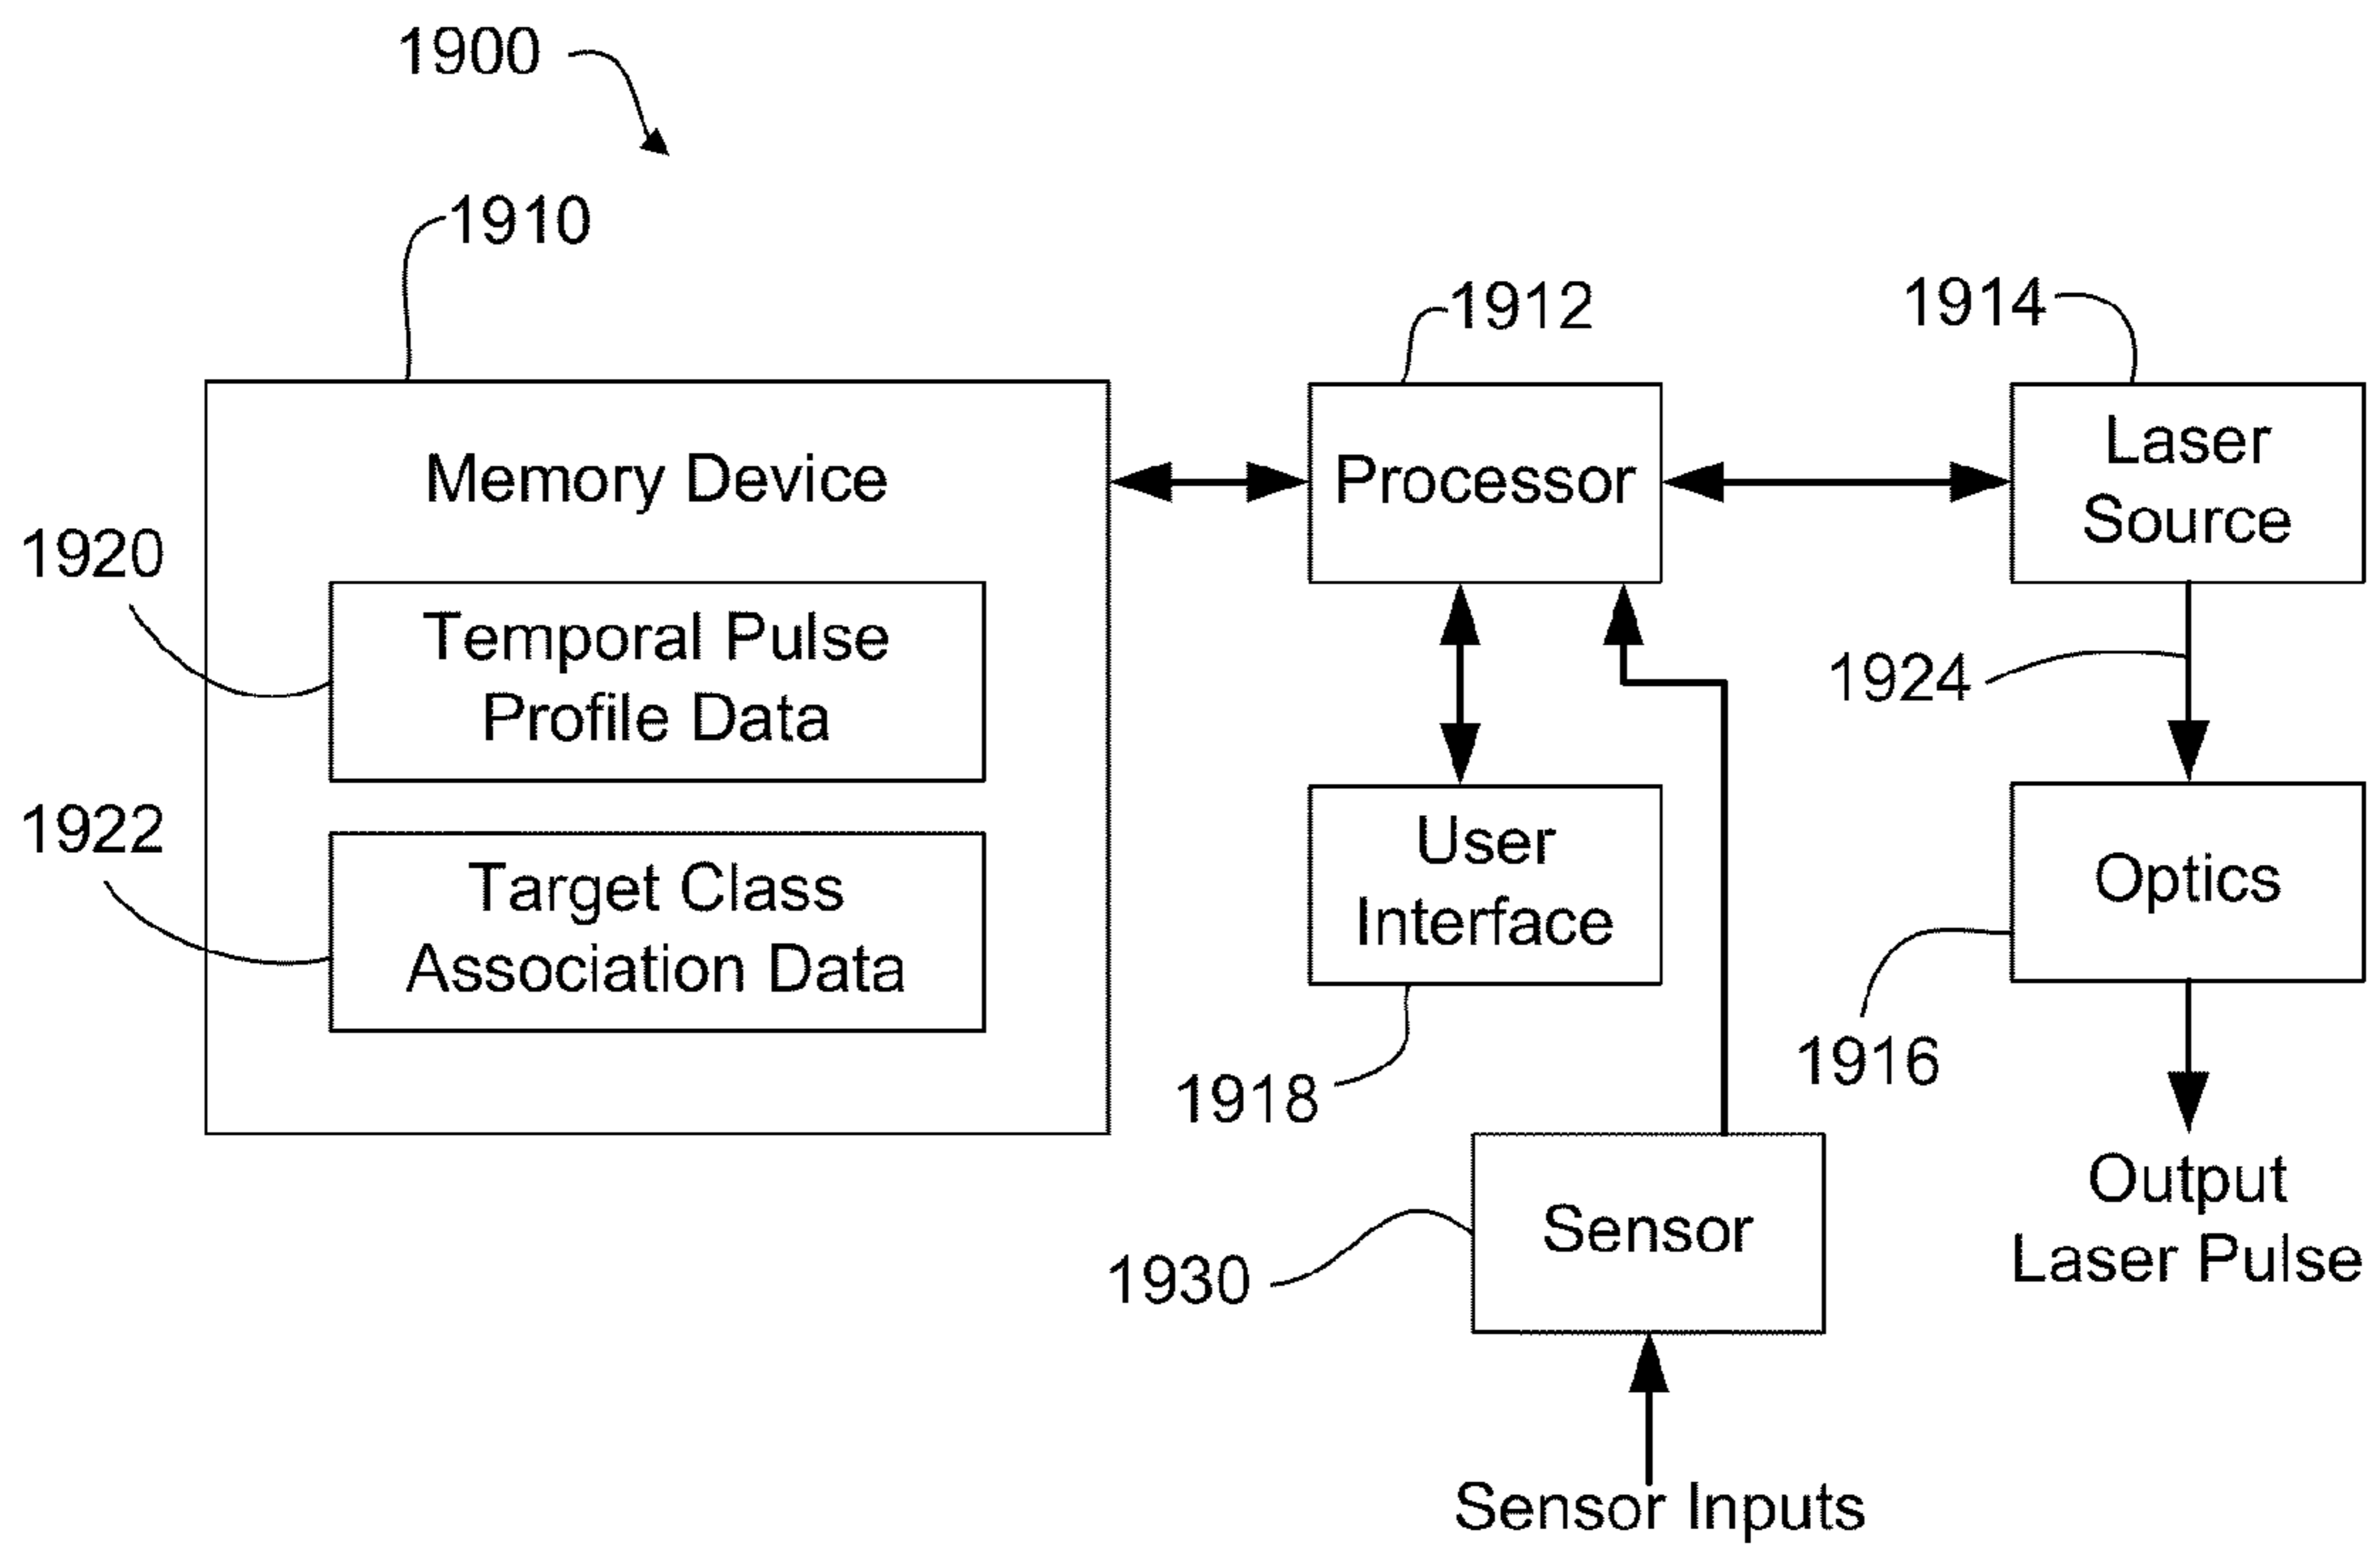 1900
1910
1912
1914
Memory Device
Processor
Laser
Source
1920
Temporal Pulse
Profile Data
1924
1922
Target Class
Association Data
User
Interface
Optics
1918
1916
Output
Laser Pulse
1930
Sensor
Sensor Inputs